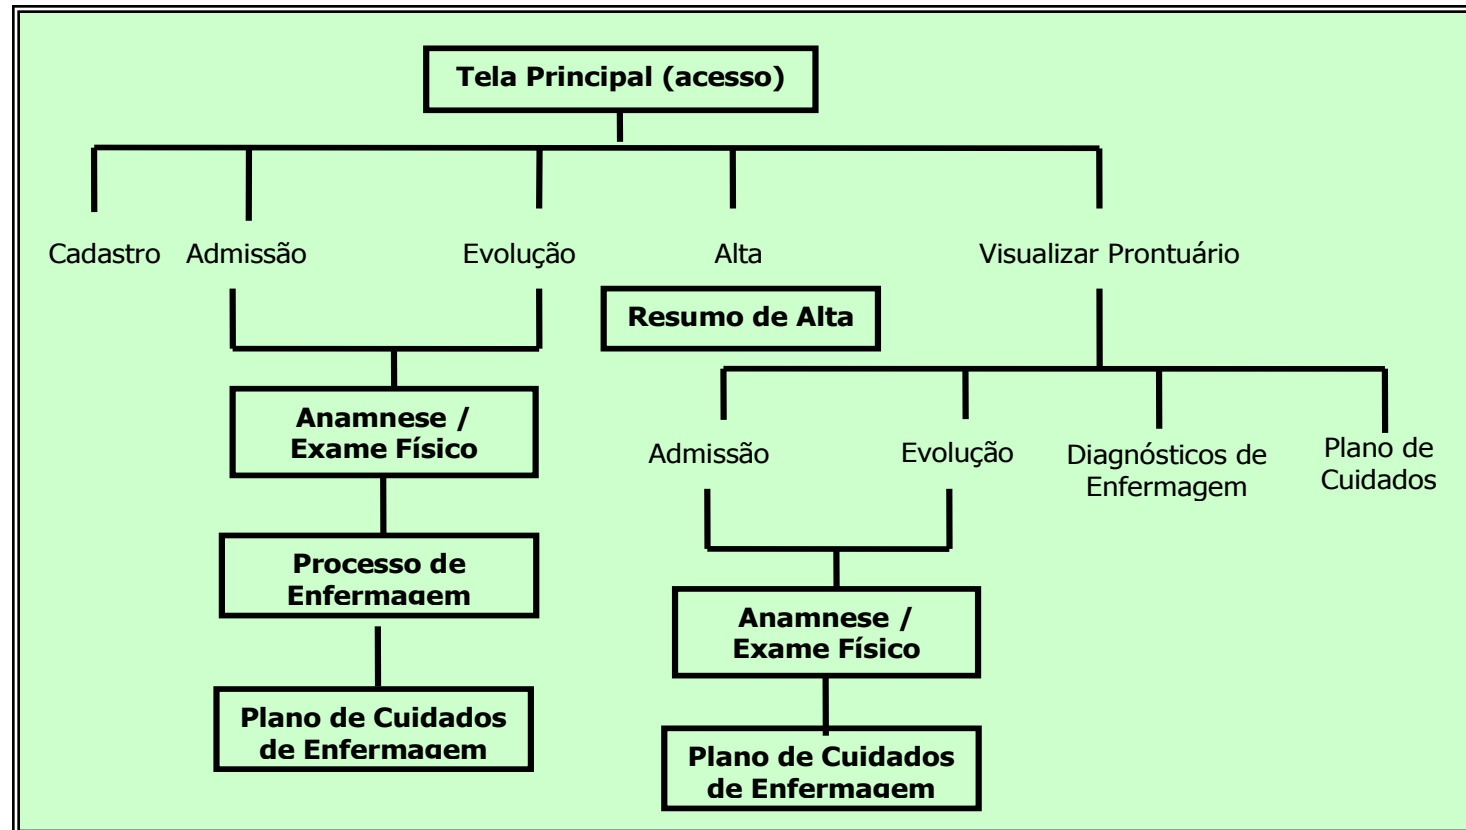 Tela Principal (acesso)
Cadastro
Admissão
Evolução
Alta
Visualizar Prontuário
Resumo de Alta
Anamnese /
Exame Físico
Processo de
Enfermagem
Plano de Cuidados
de Enfermagem
Admissão
Evolução
Diagnósticos de
Enfermagem
Plano de
Cuidados
Anamnese /
Exame Físico
Plano de Cuidados
de Enfermagem